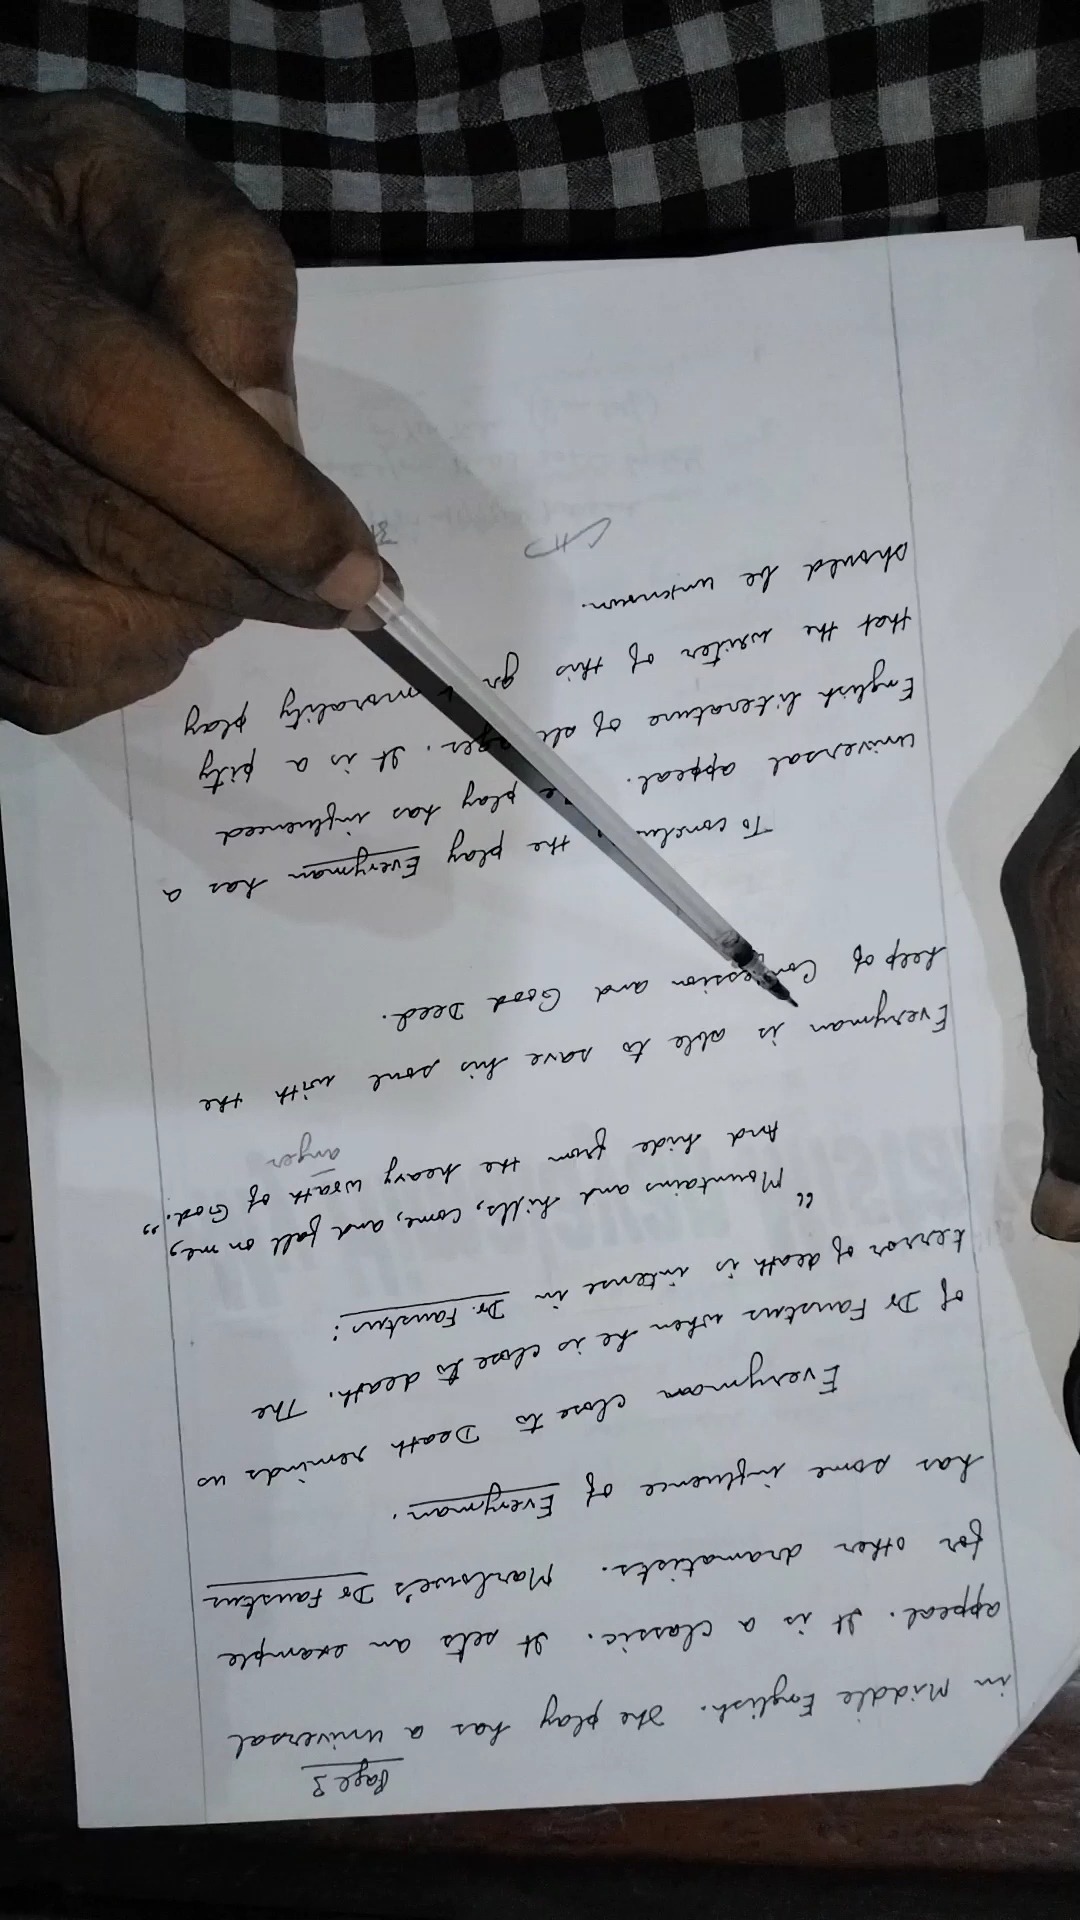 Page 3
in Middle English. The play has a universal
appeal. It is a classic. It sets an example
for other dramatists. Marlowe's Dr Faustus
has some influence of Everyman.
Everyman close to Death reminds us
of Dr Faustus when he is close to death. The
terror of death is intense in Dr. Faustus:
"Mountains and hills, come, and fall on me,
And hide from the heavy wrath of God."
anger
Everyman is able to save his soul with the
help of and Good Deed.
To the play Everyman has a
universal appeal. play has influenced
English literature of all ages. It is a pity
that the writer of this morality play
should be unknown.